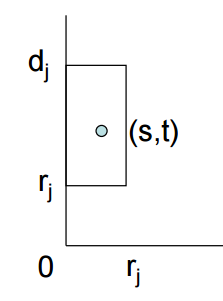 dⱼ
(s,t)
rⱼ
0 rⱼ